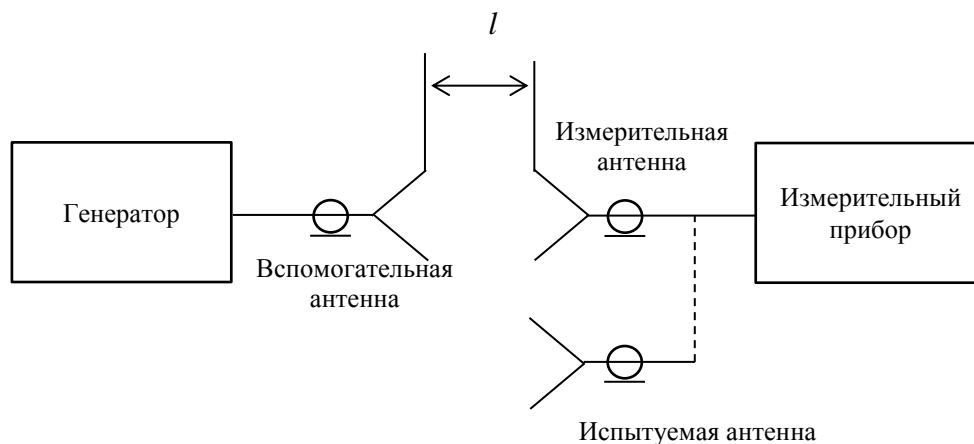 l
Измерительная
антенна
Генератор
Измерительный
прибор
Вспомогательная
антенна
Испытуемая антенна